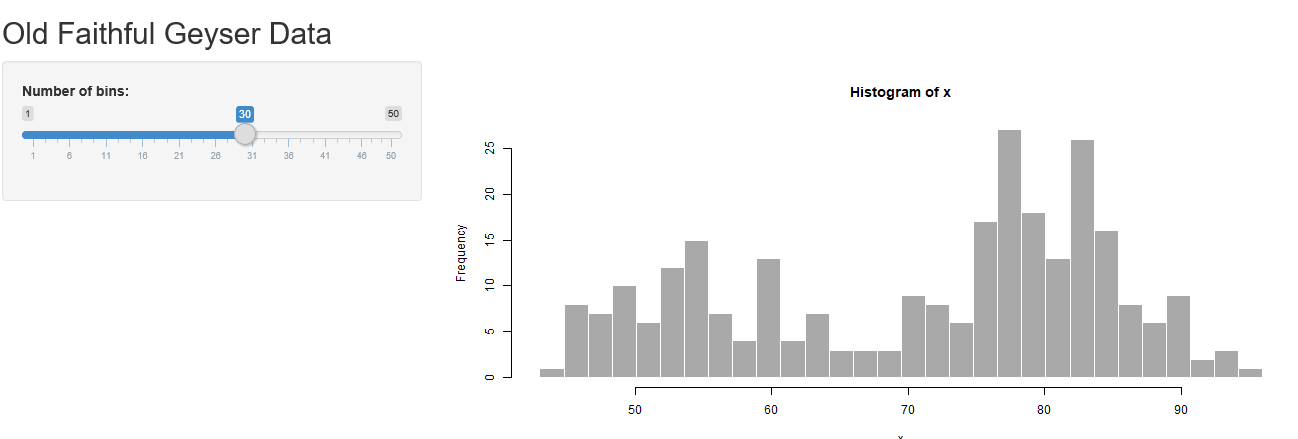 Old Faithful Geyser Data
Number of bins:
1 30 50
1 6 11 16 21 26 31 36 41 46 50
Histogram of x
Frequency
25
20
15
10
5
0
50 60 70 80 90
x